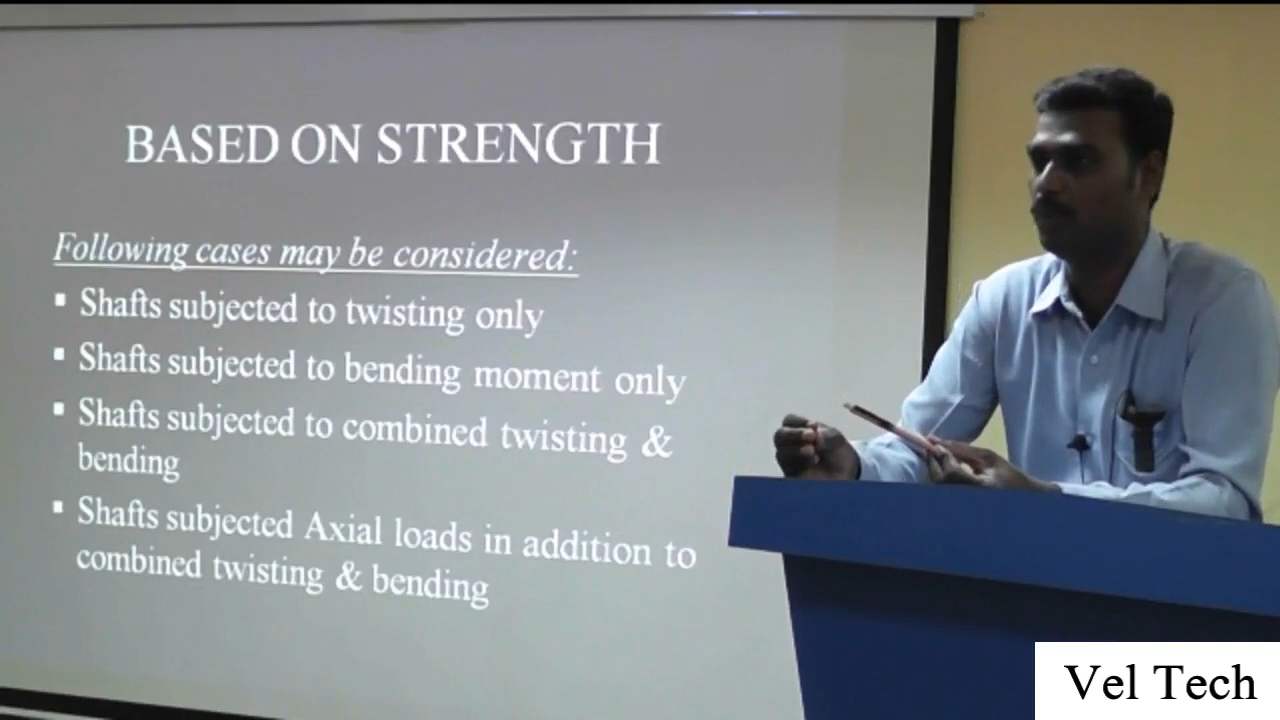 BASED ON STRENGTH
Following cases may be considered:
▪ Shafts subjected to twisting only
▪ Shafts subjected to bending moment only
▪ Shafts subjected to combined twisting &
bending
▪ Shafts subjected Axial loads in addition to
combined twisting & bending
Vel Tech